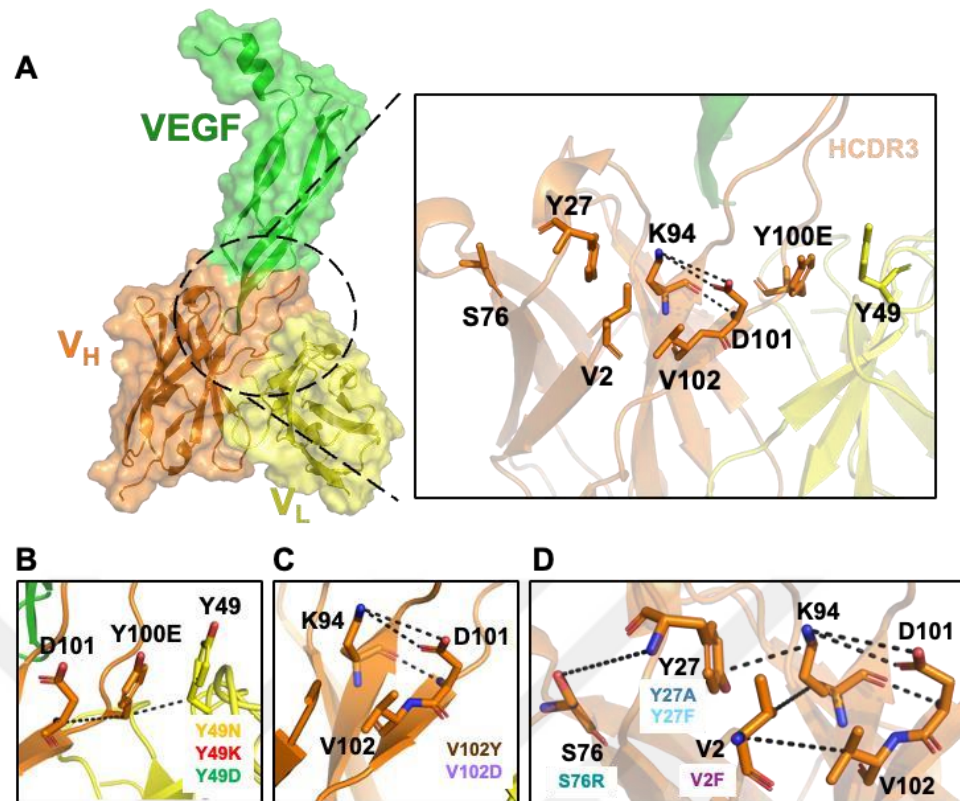 A
VEGF
VH
VL
HCDR3
Y27
K94
Y100E
S76
Y49
D101
V2
V102
B
Y49
D101
Y100E
Y49N
Y49K
Y49D
C
K94
D101
V102
V102Y
V102D
D
K94
D101
Y27
Y27A
Y27F
S76
V2
S76R
V2F
V102